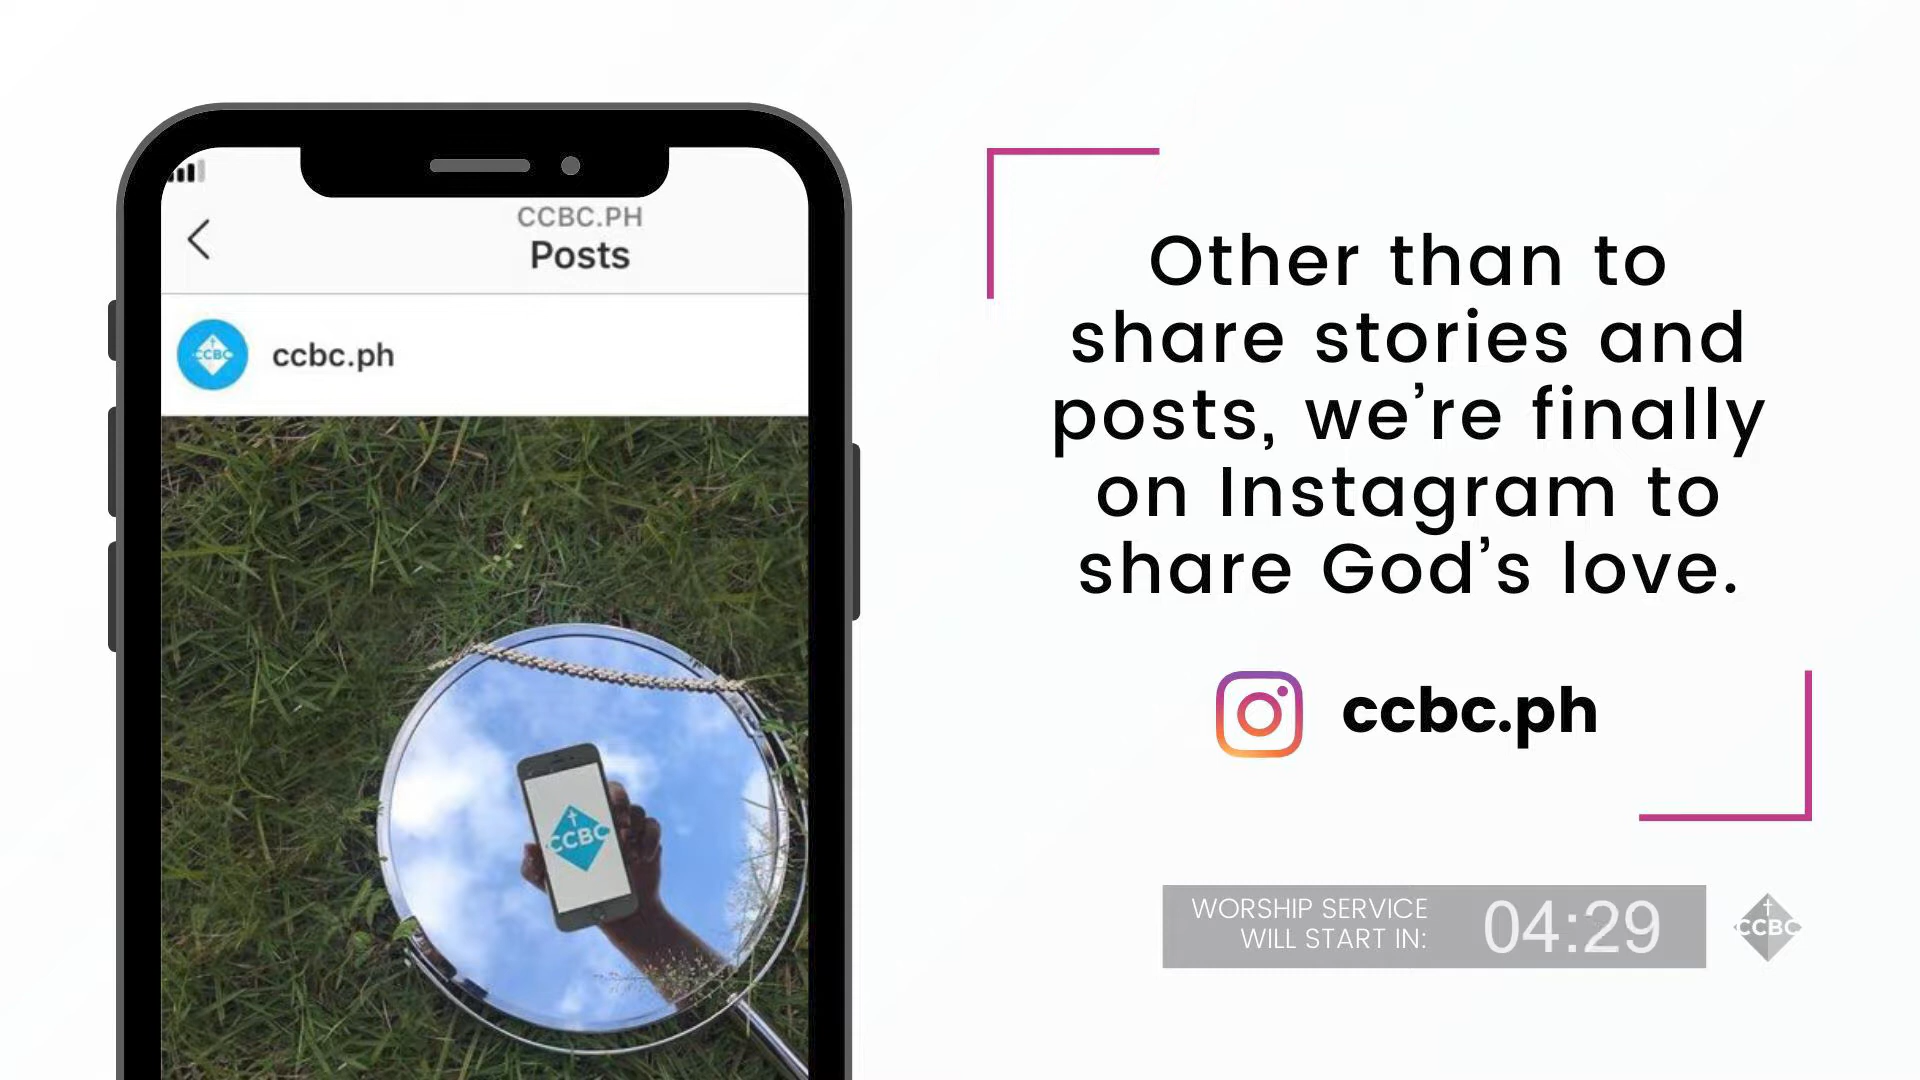 CCBC.PH
Posts
CCBC
ccbc.ph
CCBC
Other than to
share stories and
posts, we’re finally
on Instagram to
share God’s love.
ccbc.ph
WORSHIP SERVICE
WILL START IN:
04:29
CCBC